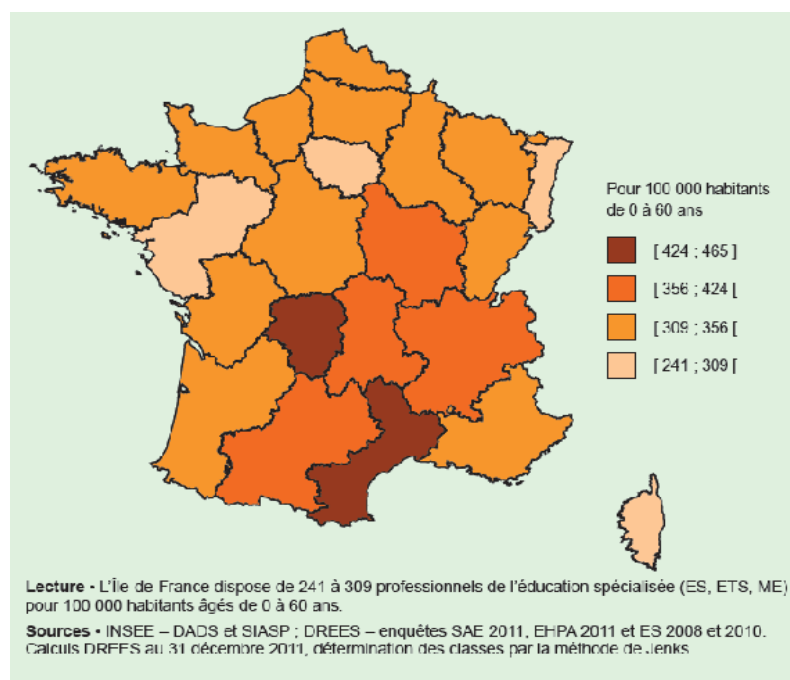 Pour 100 000 habitants
de 0 à 60 ans
[ 424 ; 465 ]
[ 356 ; 424 [
[ 309 ; 356 [
[ 241 ; 309 [
Lecture • L’Île de France dispose de 241 à 309 professionnels de l’éducation spécialisée (ES, ETS, ME)
pour 100 000 habitants âgés de 0 à 60 ans.
Sources • INSEE – DADS et SIASP ; DREES – enquêtes SAE 2011, EHPA 2011 et ES 2008 et 2010.
Calculs DREES au 31 décembre 2011, détermination des classes par la méthode de Jenks